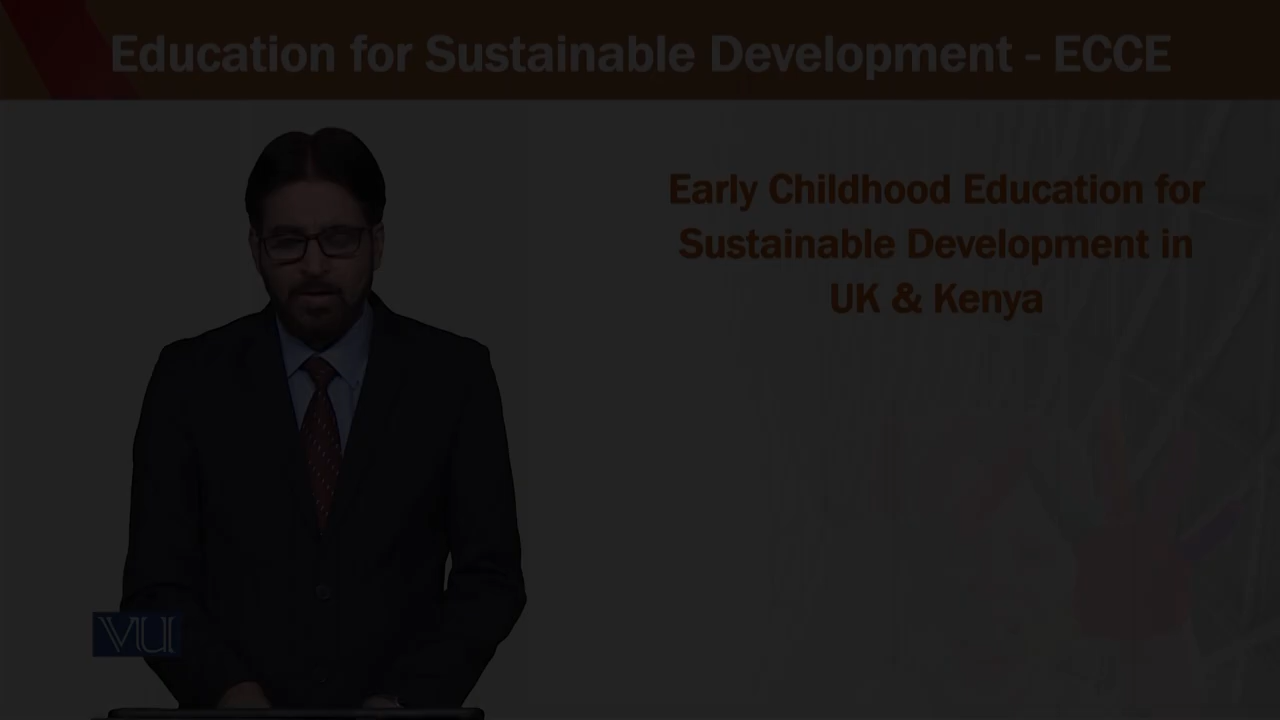 Education for Sustainable Development - ECCE
Early Childhood Education for
Sustainable Development in
UK & Kenya
VU